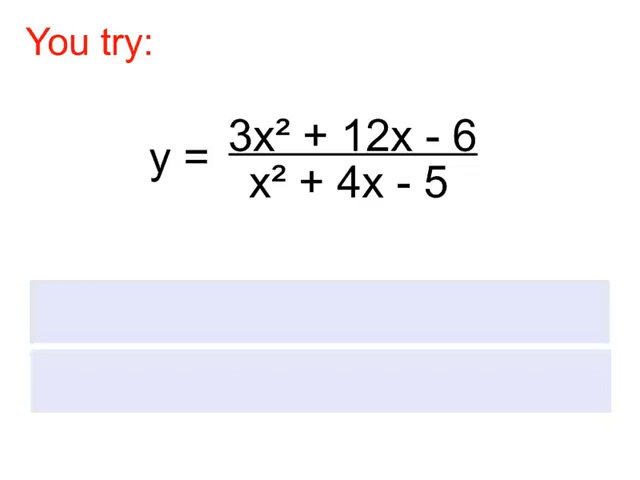 You try:
y = 3x² + 12x - 6
x² + 4x - 5